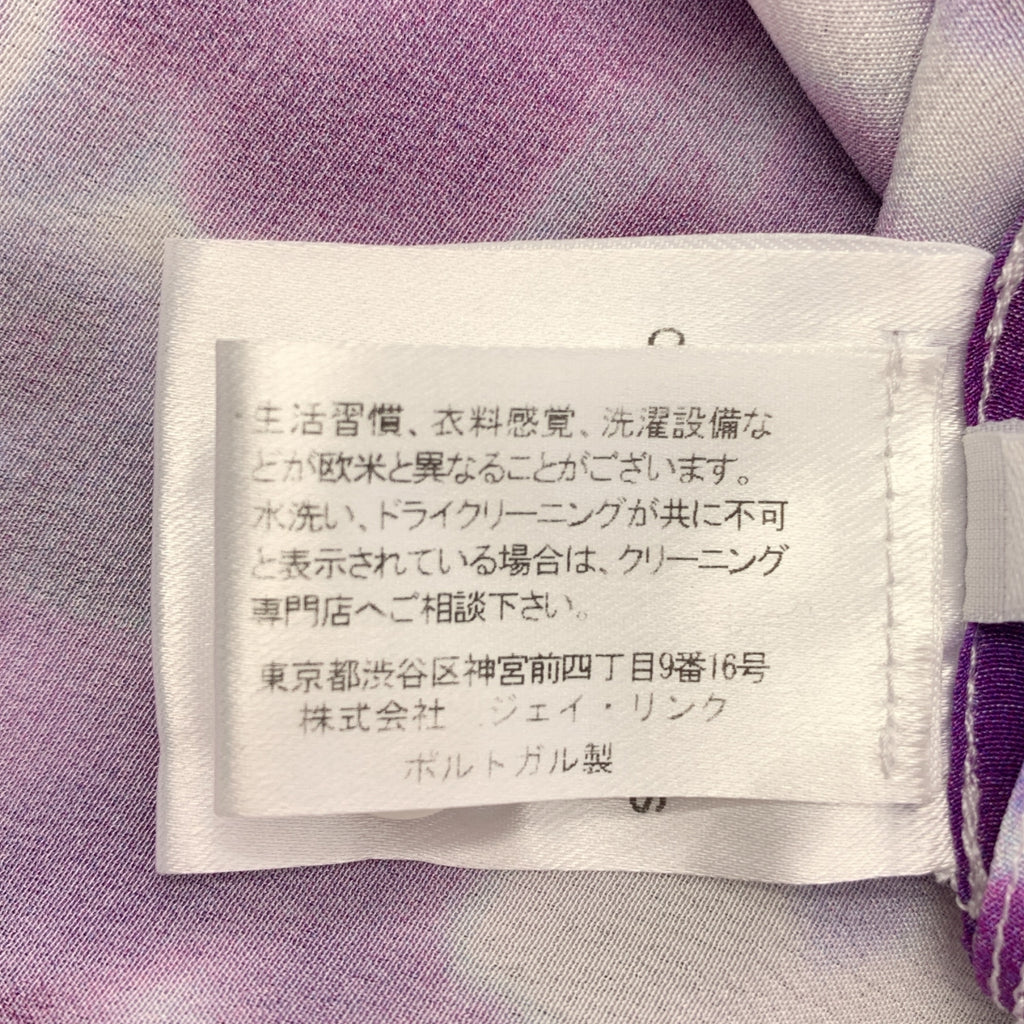 生活習慣、衣料感覚、洗濯設備な
どが欧米と異なることがございます。
水洗い、ドライクリーニングが共に不可
と表示されている場合は、クリーニング
専門店へご相談下さい。
東京都渋谷区神宮前四丁目9番16号
株式会社 ジェイ・リンク
ポルトガル製